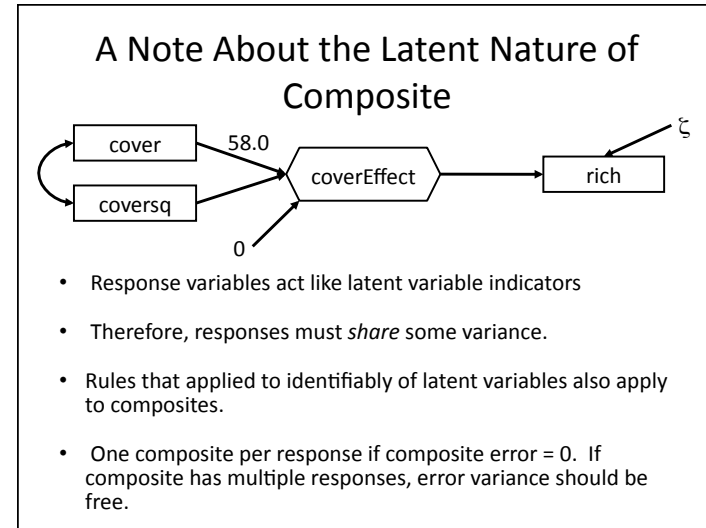 A Note About the Latent Nature of
Composite
cover
58.0
ζ
coverEffect
rich
coversq
0
• Response variables act like latent variable indicators
• Therefore, responses must share some variance.
• Rules that applied to identifiably of latent variables also apply
to composites.
• One composite per response if composite error = 0. If
composite has multiple responses, error variance should be
free.